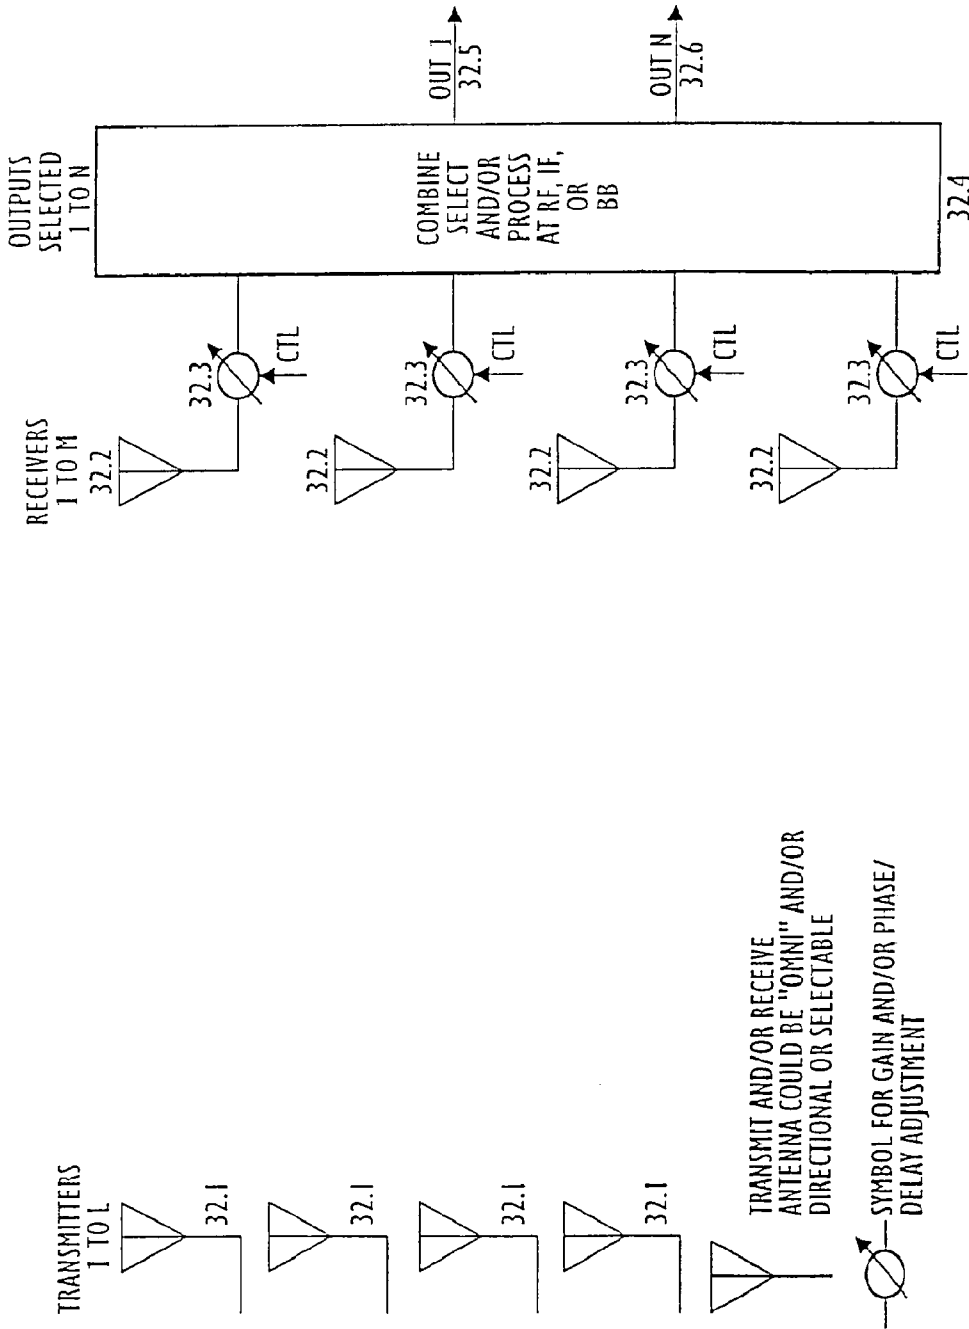 TRANSMITTERS
1 TO L
32.1
32.1
32.1
32.1
TRANSMIT AND/OR RECEIVE
ANTENNA COULD BE "OMNI" AND/OR
DIRECTIONAL OR SELECTABLE
SYMBOL FOR GAIN AND/OR PHASE/
DELAY ADJUSTMENT
RECEIVERS
1 TO M
32.2
32.3
CTL
32.2
32.3
CTL
32.2
32.3
CTL
32.2
32.3
CTL
OUTPUTS
SELECTED
1 TO N
COMBINE
SELECT
AND/OR
PROCESS
AT RF, IF,
OR
BB
32.4
OUT 1
32.5
OUT N
32.6